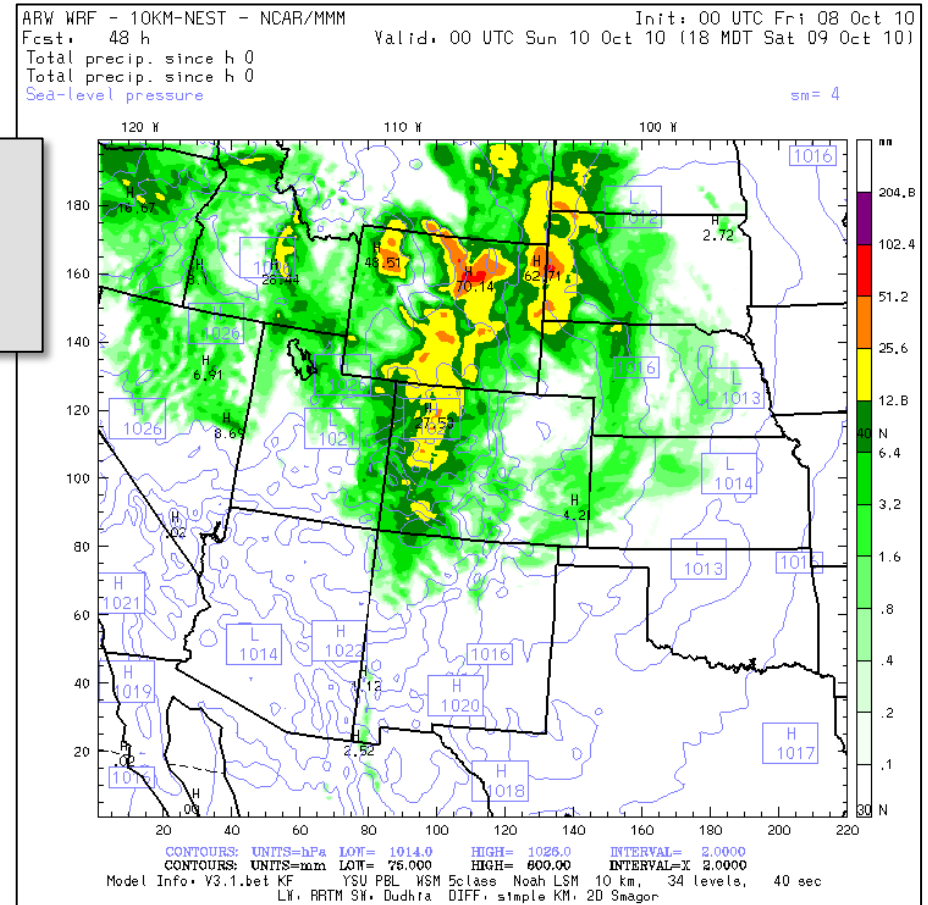 ARW WRF - 10KM-NEST - NCAR/MMM Init: 00 UTC Fri 08 Oct 10
Fcst: 48 h Valid: 00 UTC Sun 10 Oct 10 (18 MDT Sat 09 Oct 10)
Total precip. since h 0
Total precip. since h 0
Sea-level pressure sm= 4
120 W 110 W 100 W
1016
mm
204.8
180
H 16.67
L 1012
H 2.72
102.4
160
H 48.51
H 70.14
H 62.71
H 28.44
51.2
H 1026
140
25.6
H 6.91
1016
L 1013
12.8
120
H 1026
H 8.6
L 1021
H 27.53
40 N
6.4
100
L 1014
H 4.21
3.2
80
H .02
L 1013
1.6
60
H 1021
.8
L 1014
H 1022
1016
.4
40
H 1019
H 1020
.2
20
H .02
1016
H 2.52
H 1017
.1
H 1018
30 N
20 40 60 80 100 120 140 160 180 200 220
CONTOURS: UNITS=hPa LOW= 1014.0 HIGH= 1026.0 INTERVAL= 2.0000
CONTOURS: UNITS=mm LOW= 75.000 HIGH= 600.00 INTERVAL=X 2.0000
Model Info: V3.1.bet KF YSU PBL WSM 5class Noah LSM 10 km, 34 levels, 40 sec
LW: RRTM SW: Dudhia DIFF: simple KM: 2D Smagor